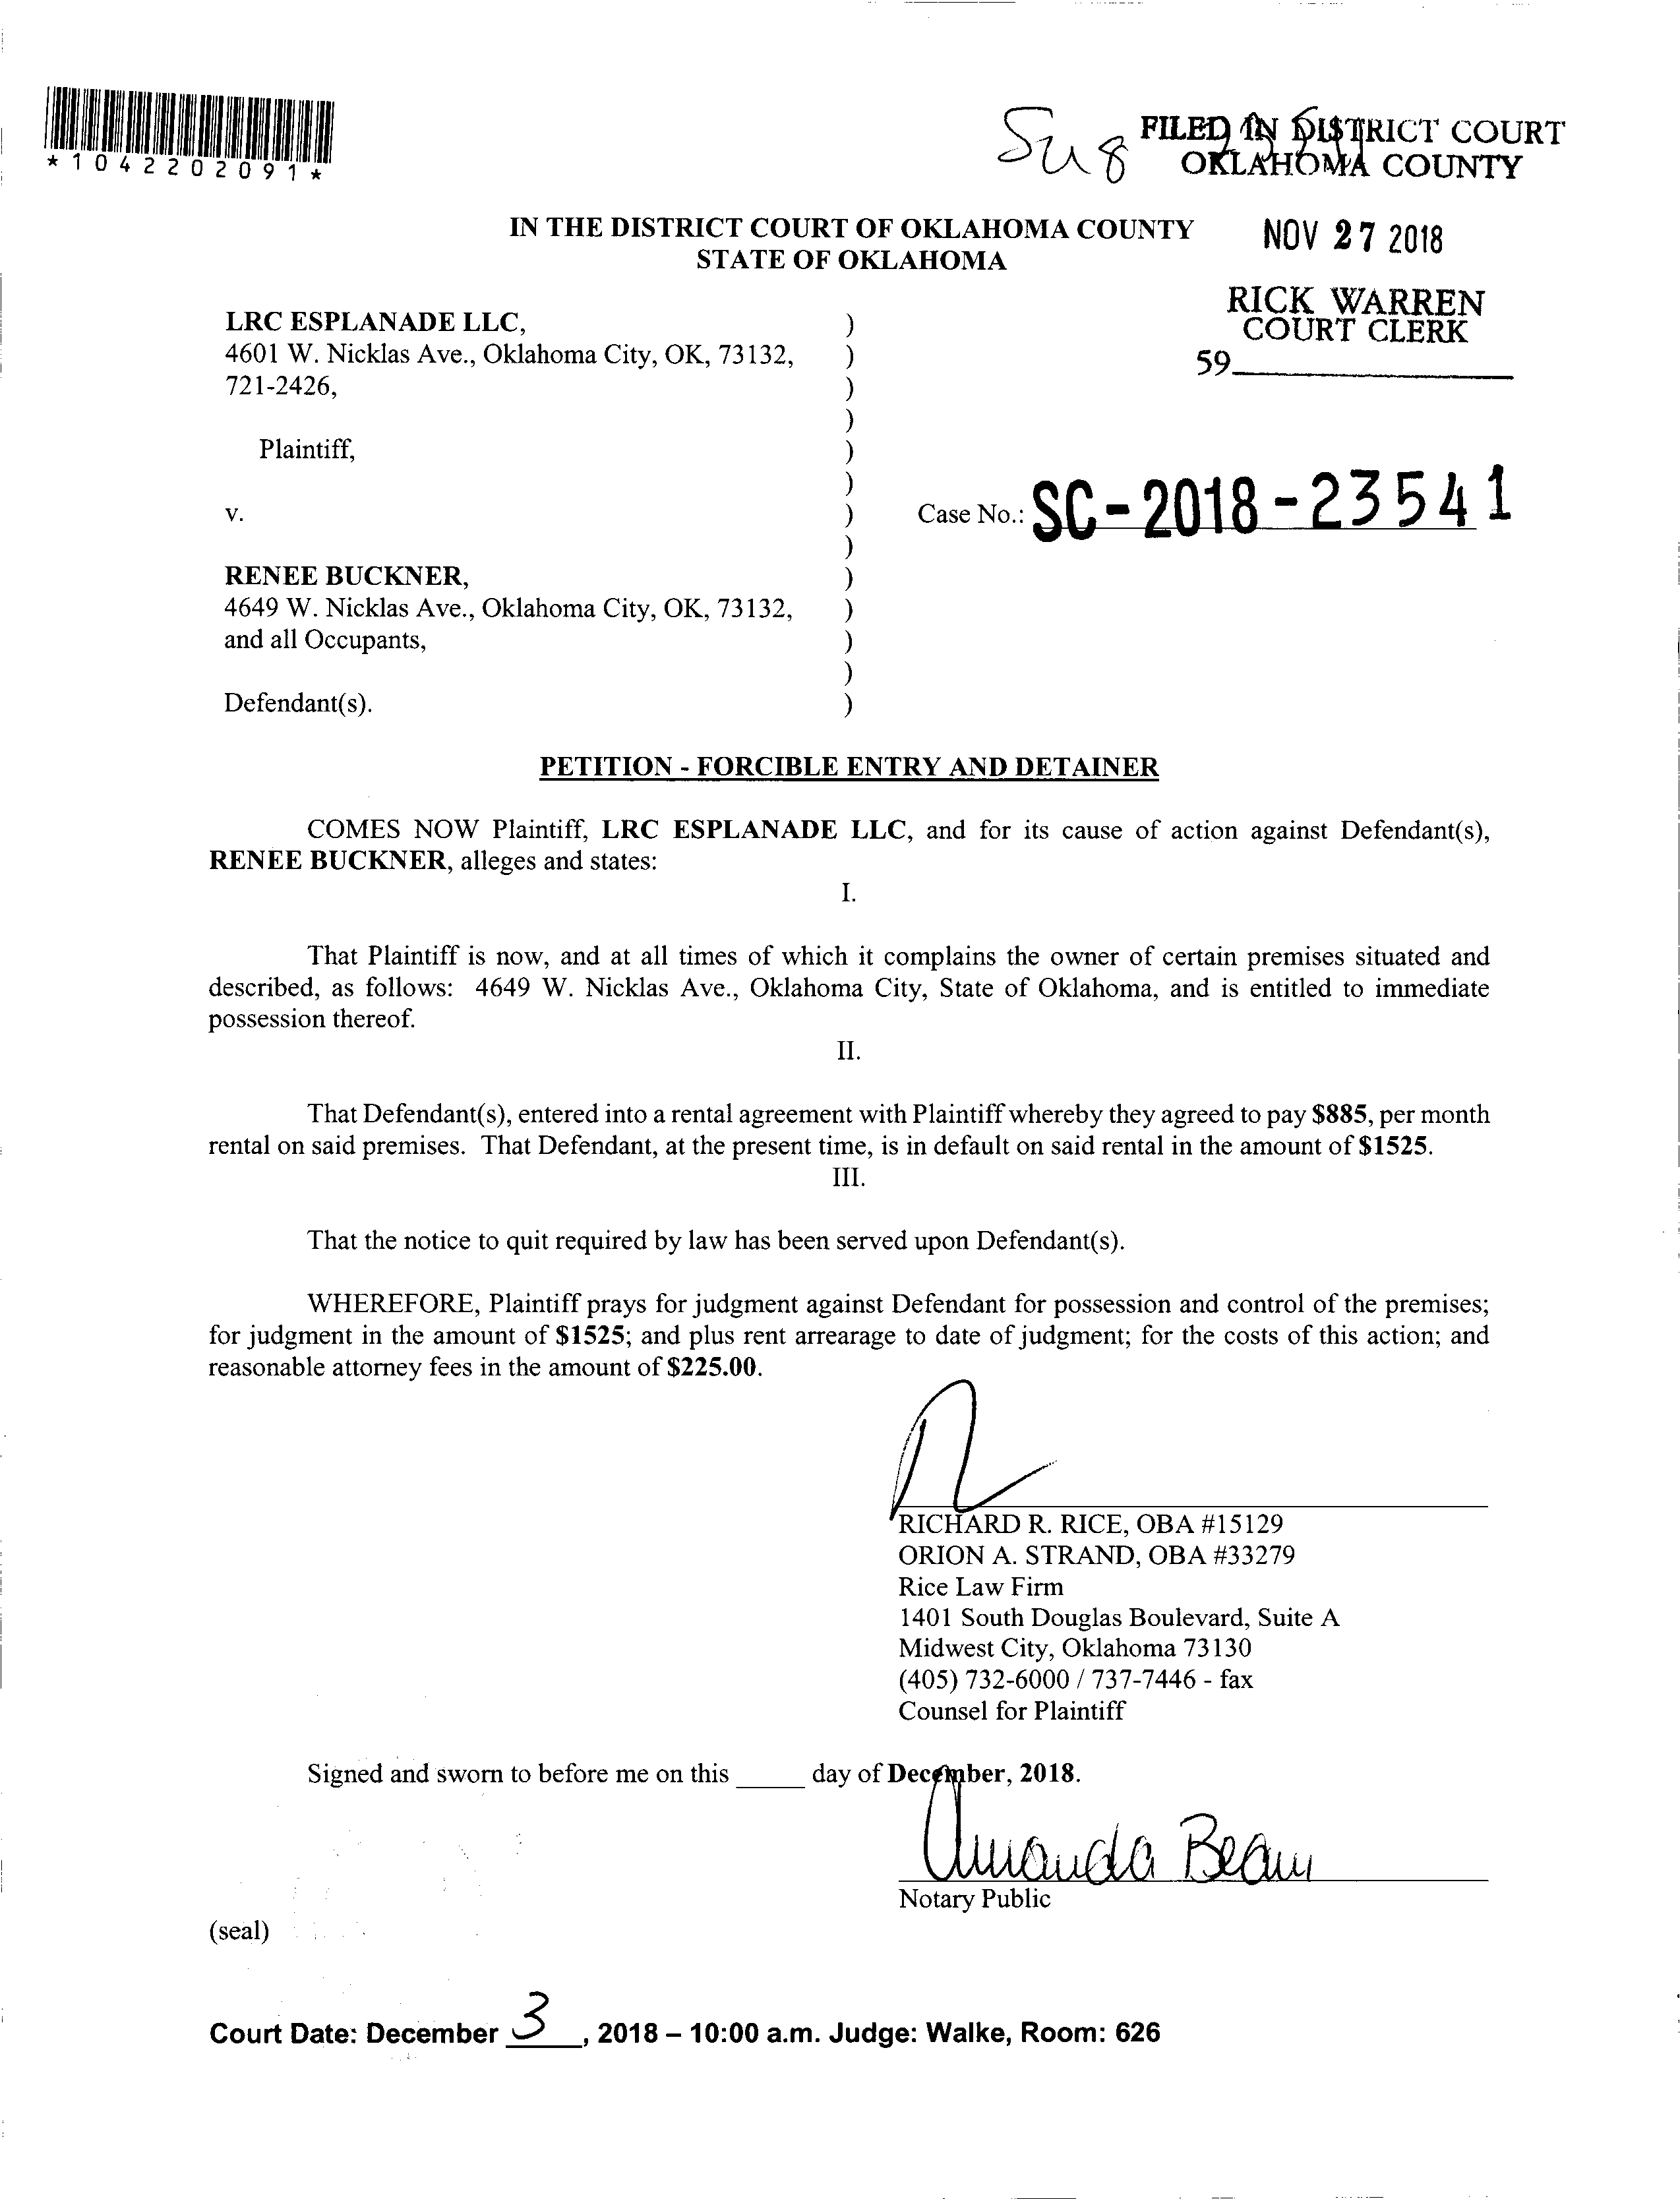 *1042202091*
FILED IN DISTRICT COURT
OKLAHOMA COUNTY
IN THE DISTRICT COURT OF OKLAHOMA COUNTY
STATE OF OKLAHOMA
NOV 27 2018
RICK WARREN
COURT CLERK
59
LRC ESPLANADE LLC, )
4601 W. Nicklas Ave., Oklahoma City, OK, 73132, )
721-2426, )
)
Plaintiff, )
)
v. ) Case No.: SC-2018-23541
)
RENEE BUCKNER, )
4649 W. Nicklas Ave., Oklahoma City, OK, 73132, )
and all Occupants, )
)
Defendant(s). )
PETITION - FORCIBLE ENTRY AND DETAINER
COMES NOW Plaintiff, LRC ESPLANADE LLC, and for its cause of action against Defendant(s),
RENEE BUCKNER, alleges and states:
I.
That Plaintiff is now, and at all times of which it complains the owner of certain premises situated and
described, as follows: 4649 W. Nicklas Ave., Oklahoma City, State of Oklahoma, and is entitled to immediate
possession thereof.
II.
That Defendant(s), entered into a rental agreement with Plaintiff whereby they agreed to pay $885, per month
rental on said premises. That Defendant, at the present time, is in default on said rental in the amount of $1525.
III.
That the notice to quit required by law has been served upon Defendant(s).
WHEREFORE, Plaintiff prays for judgment against Defendant for possession and control of the premises;
for judgment in the amount of $1525; and plus rent arrearage to date of judgment; for the costs of this action; and
reasonable attorney fees in the amount of $225.00.
RICHARD R. RICE, OBA #15129
ORION A. STRAND, OBA #33279
Rice Law Firm
1401 South Douglas Boulevard, Suite A
Midwest City, Oklahoma 73130
(405) 732-6000 / 737-7446 - fax
Counsel for Plaintiff
Signed and sworn to before me on this _____ day of December, 2018.
Amanda Beam
Notary Public
(seal)
Court Date: December 3, 2018 – 10:00 a.m. Judge: Walke, Room: 626